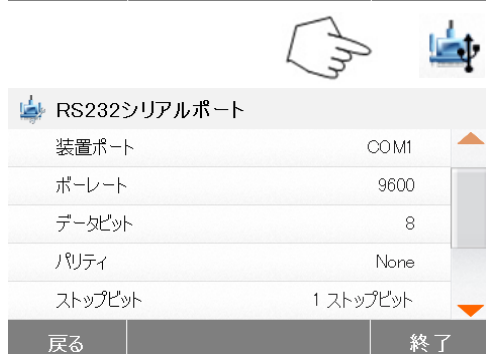 RS232シリアルポート
装置ポート COM1
ボーレート 9600
データビット 8
パリティ None
ストップビット 1 ストップビット
戻る 終了